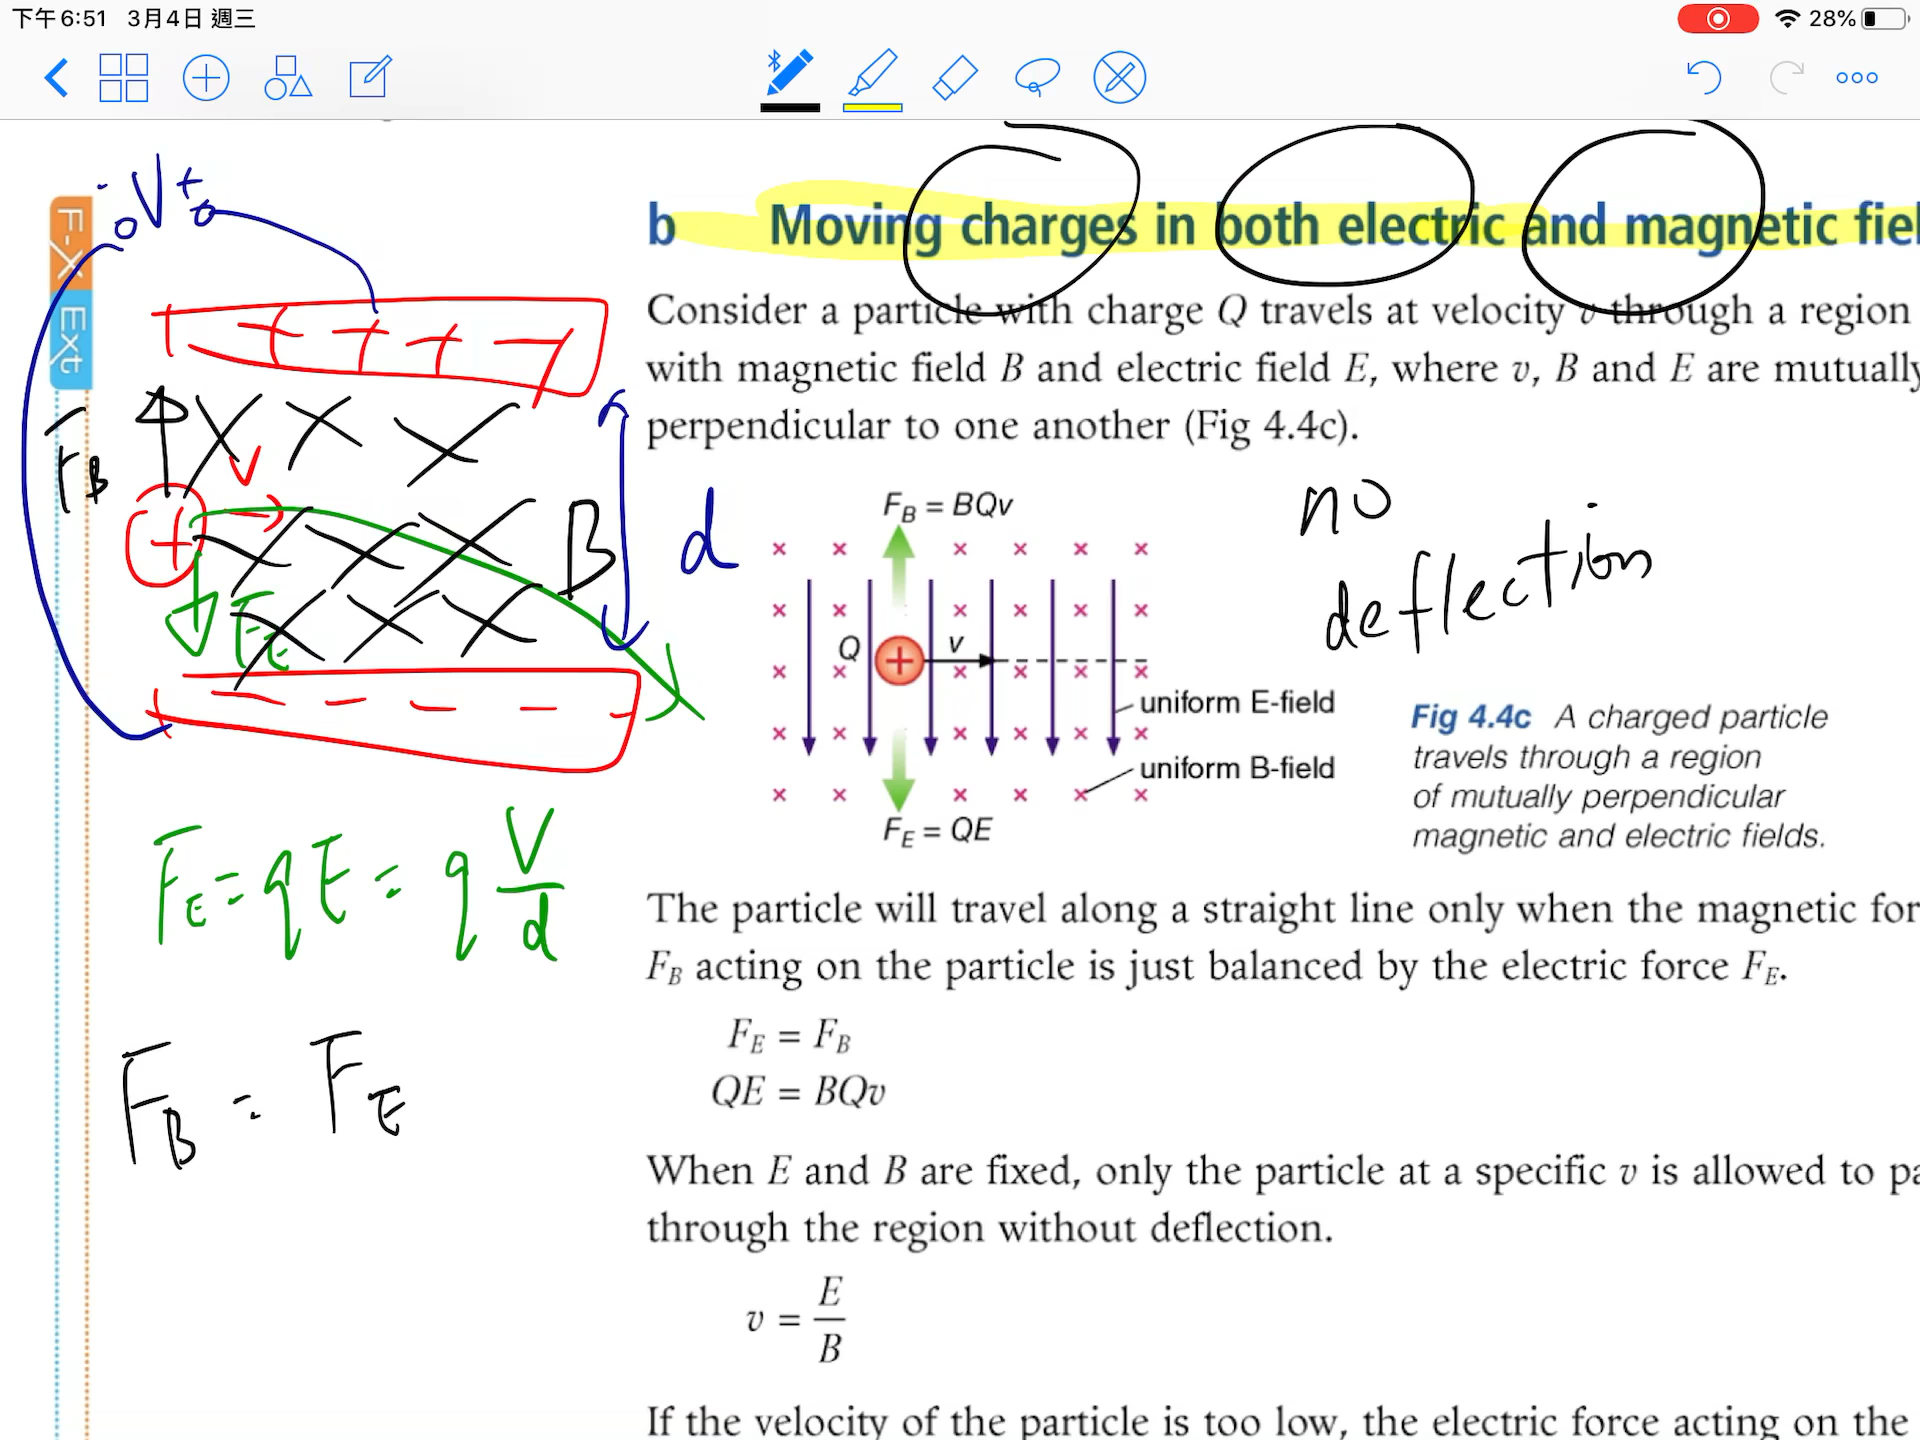 下午6:51 3月4日 週三
28%
F-X
Ext
- V +
b Moving charges in both electric and magnetic fiel
Consider a particle with charge Q travels at velocity v through a region
with magnetic field B and electric field E, where v, B and E are mutually
perpendicular to one another (Fig 4.4c).
+ + + + +
F_B
v
+
B
d
F_E
- - - - -
F_B = BQv
Q
+
v
uniform E-field
uniform B-field
F_E = QE
no
deflection
Fig 4.4c A charged particle
travels through a region
of mutually perpendicular
magnetic and electric fields.
F_E = qE = q V/d
The particle will travel along a straight line only when the magnetic for
F_B acting on the particle is just balanced by the electric force F_E.
F_B = F_E
F_E = F_B
QE = BQv
When E and B are fixed, only the particle at a specific v is allowed to pa
through the region without deflection.
v = E/B
If the velocity of the particle is too low, the electric force acting on the